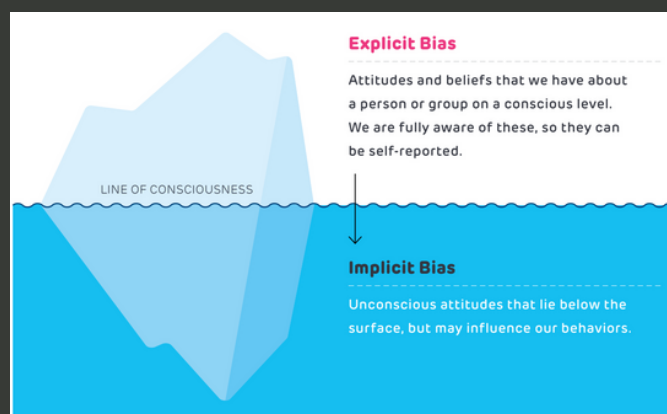 Explicit Bias
Attitudes and beliefs that we have about
a person or group on a conscious level.
We are fully aware of these, so they can
be self-reported.
LINE OF CONSCIOUSNESS
Implicit Bias
Unconscious attitudes that lie below the
surface, but may influence our behaviors.